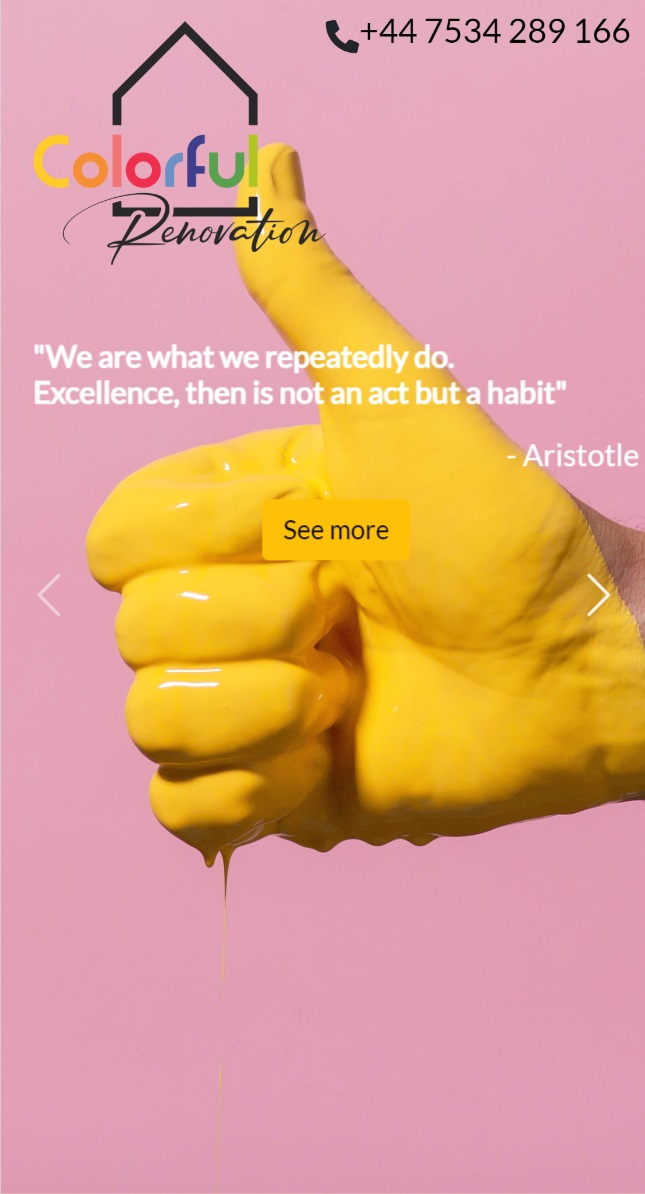 +44 7534 289 166
Colorful
Renovation
"We are what we repeatedly do.
Excellence, then is not an act but a habit"
- Aristotle
See more